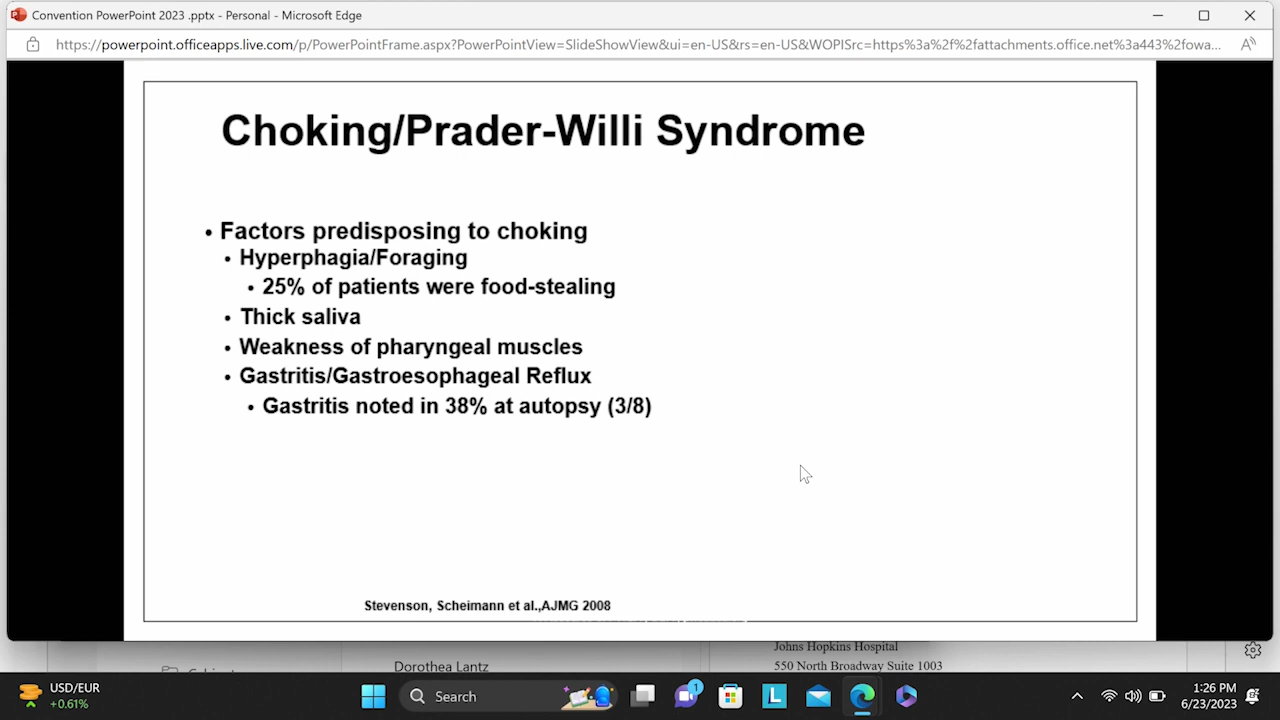 Convention PowerPoint 2023 .pptx - Personal - Microsoft Edge
https://powerpoint.officeapps.live.com/p/PowerPointFrame.aspx?PowerPointView=SlideShowView&ui=en-US&rs=en-US&WOPISrc=https%3a%2f%2fattachments.office.net%3a443%2fowa...
Choking/Prader-Willi Syndrome
• Factors predisposing to choking
• Hyperphagia/Foraging
• 25% of patients were food-stealing
• Thick saliva
• Weakness of pharyngeal muscles
• Gastritis/Gastroesophageal Reflux
• Gastritis noted in 38% at autopsy (3/8)
Stevenson, Scheimann et al.,AJMG 2008
Johns Hopkins Hospital
Dorothea Lantz
550 North Broadway Suite 1003
USD/EUR
+0.61%
Search
1
1:26 PM
6/23/2023